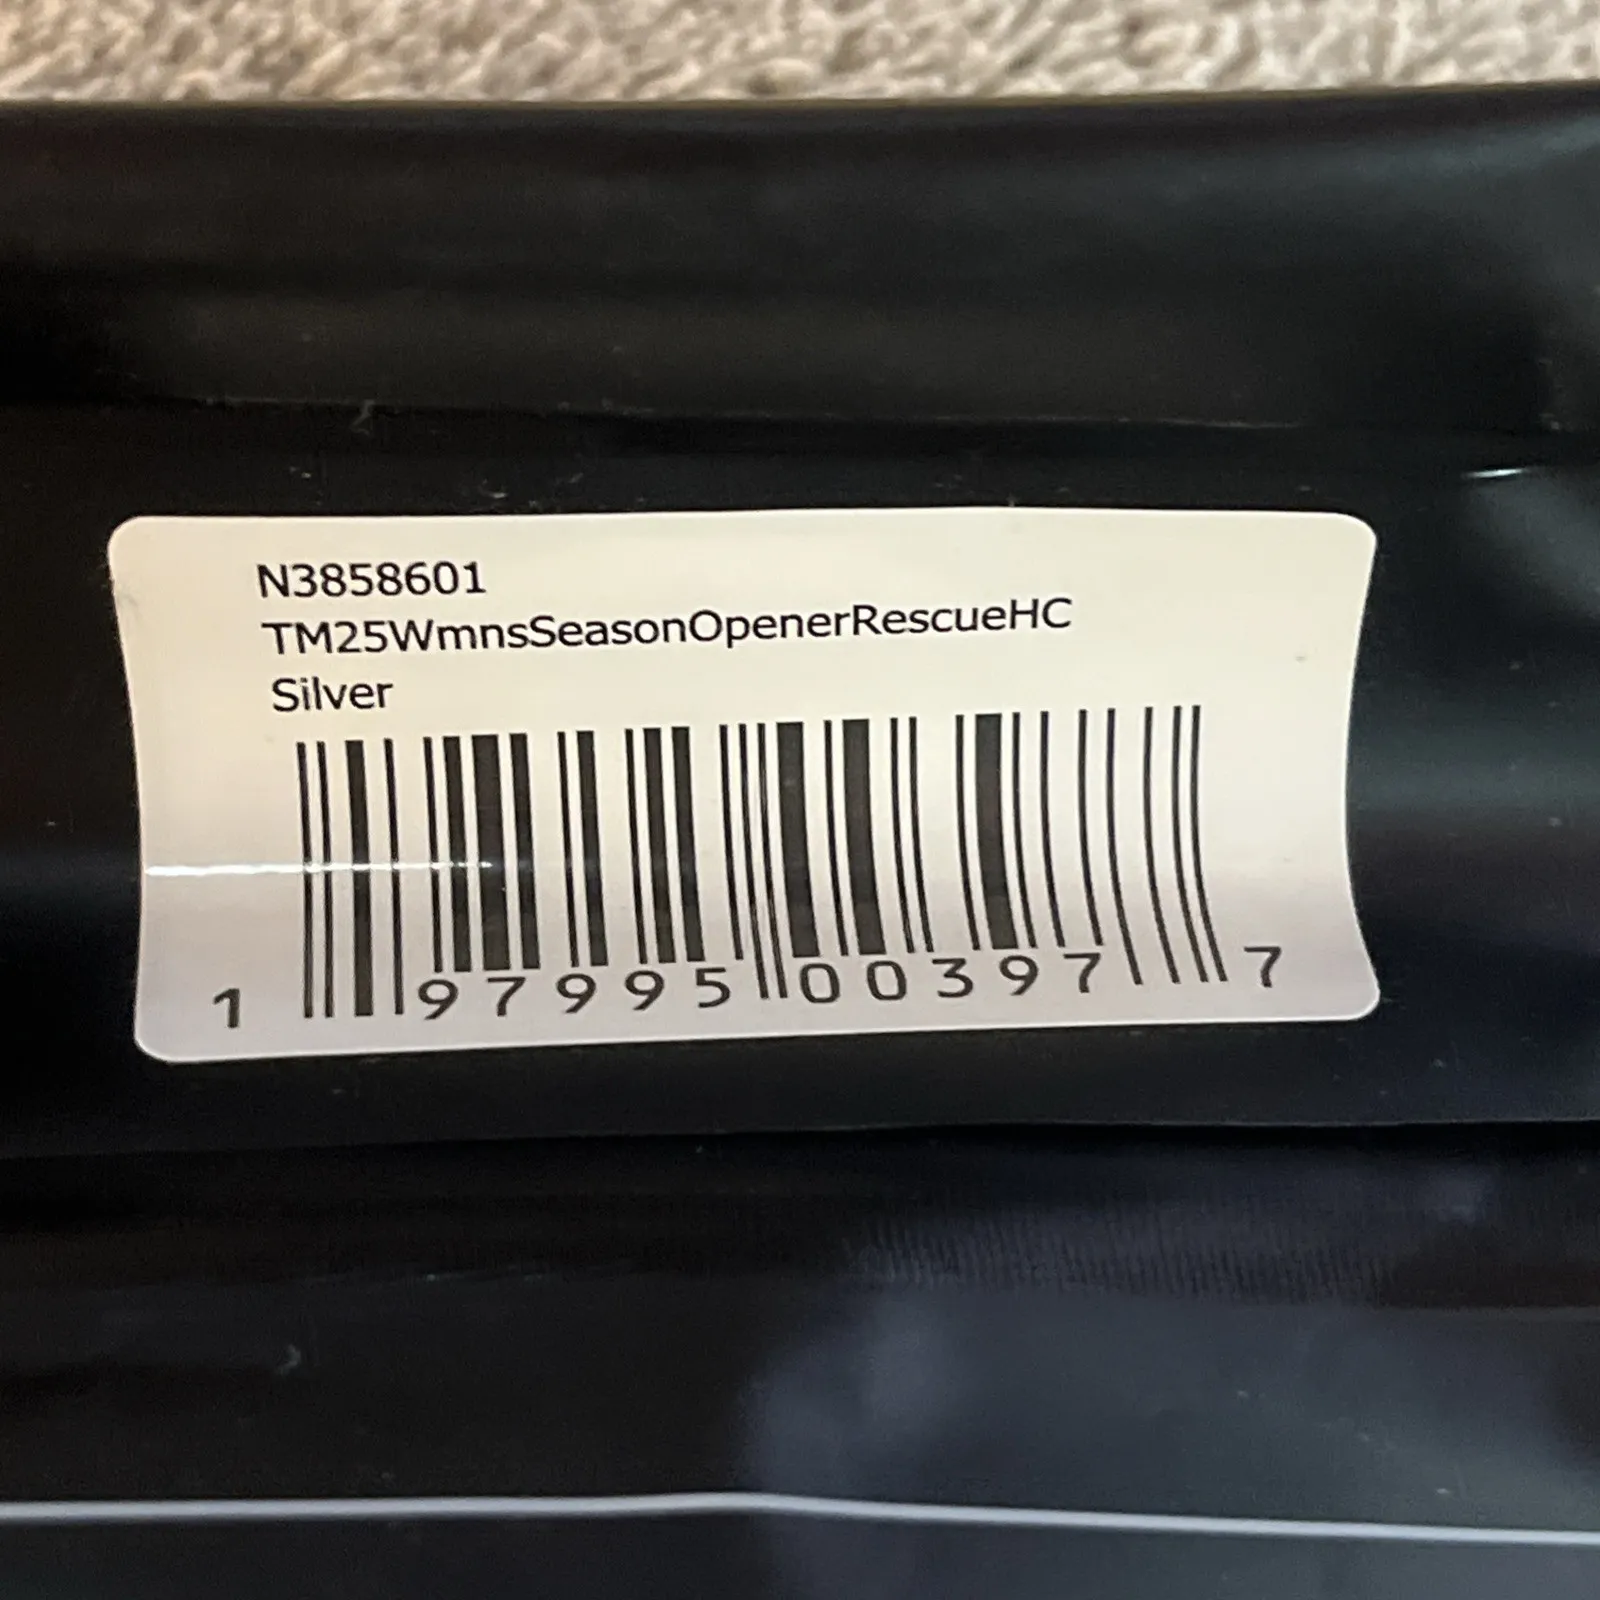 N3858601
TM25WmnsSeasonOpenerRescueHC
Silver
1 97995 00397 7